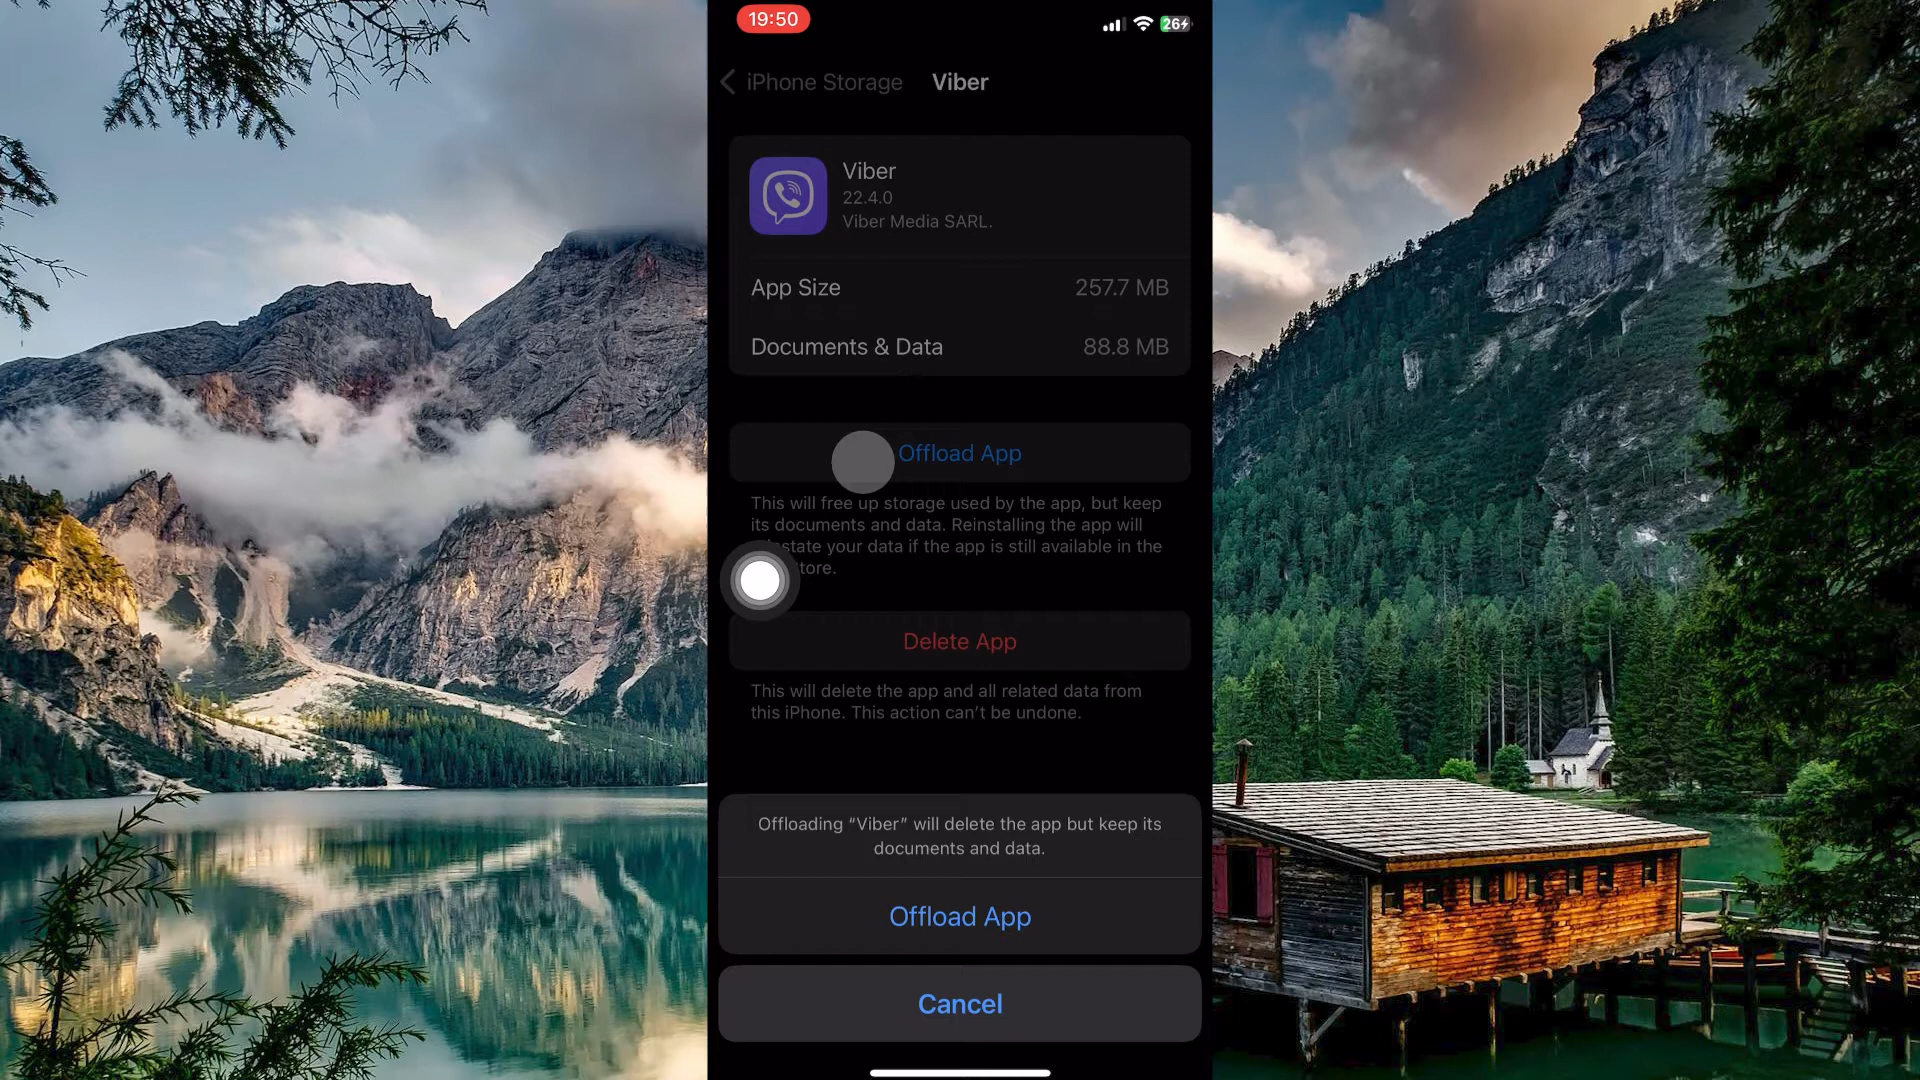 19:50
26
iPhone Storage
Viber
Viber
22.4.0
Viber Media SARL.
App Size
257.7 MB
Documents & Data
88.8 MB
Offload App
This will free up storage used by the app, but keep
its documents and data. Reinstalling the app will
state your data if the app is still available in the
tore.
Delete App
This will delete the app and all related data from
this iPhone. This action can't be undone.
Offloading “Viber” will delete the app but keep its
documents and data.
Offload App
Cancel